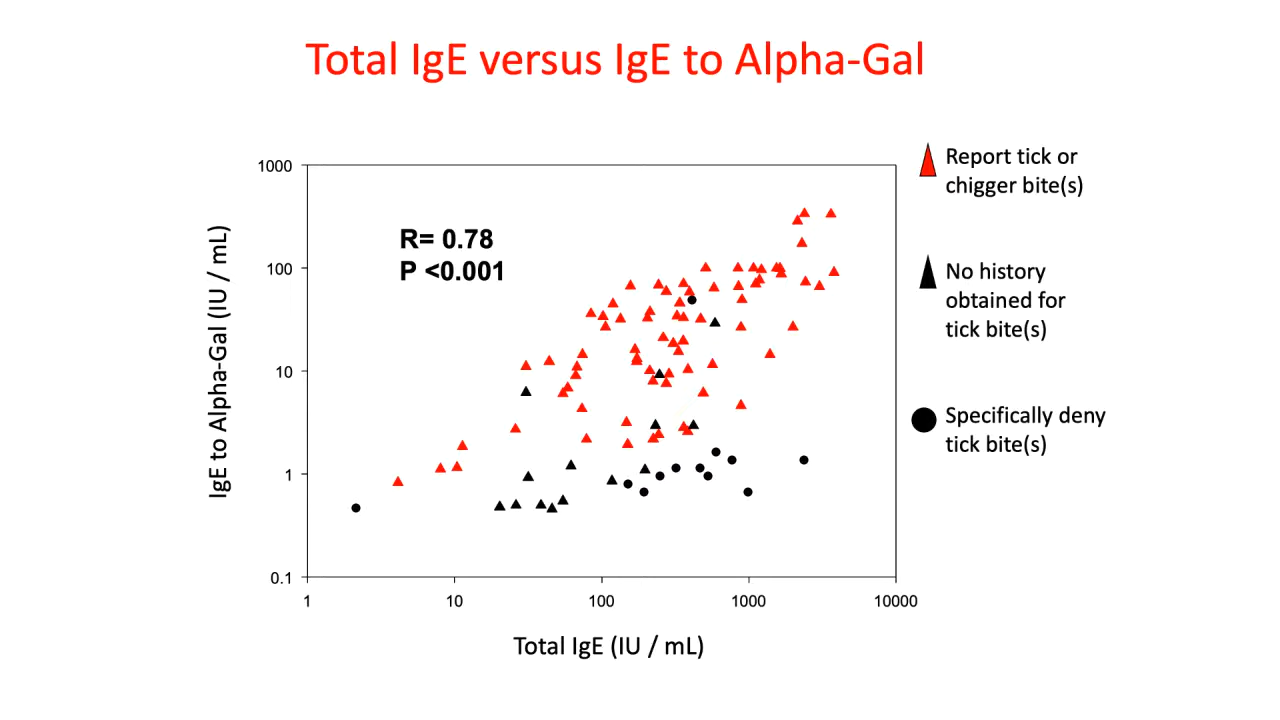 Total IgE versus IgE to Alpha-Gal
Report tick or
chigger bite(s)
No history
obtained for
tick bite(s)
Specifically deny
tick bite(s)
R= 0.78
P <0.001
IgE to Alpha-Gal (IU / mL)
1000
100
10
1
0.1
1
10
100
1000
10000
Total IgE (IU / mL)